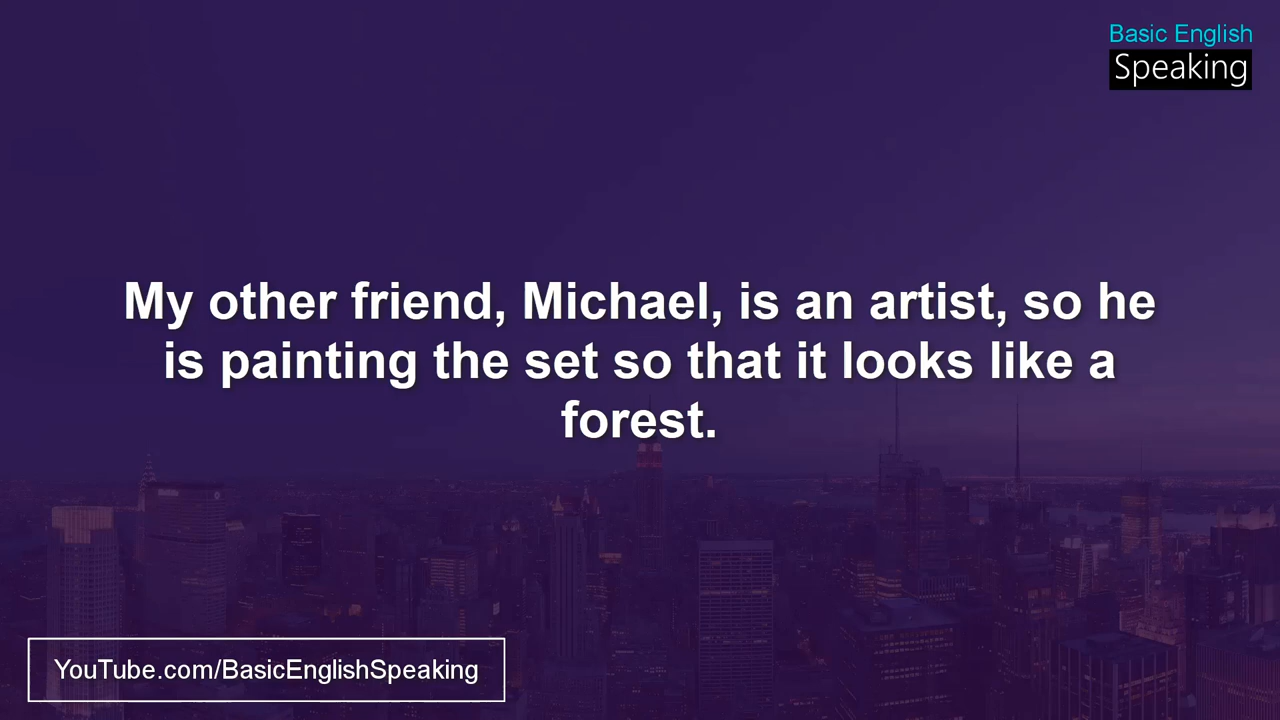 Basic English
Speaking
My other friend, Michael, is an artist, so he
is painting the set so that it looks like a
forest.
YouTube.com/BasicEnglishSpeaking